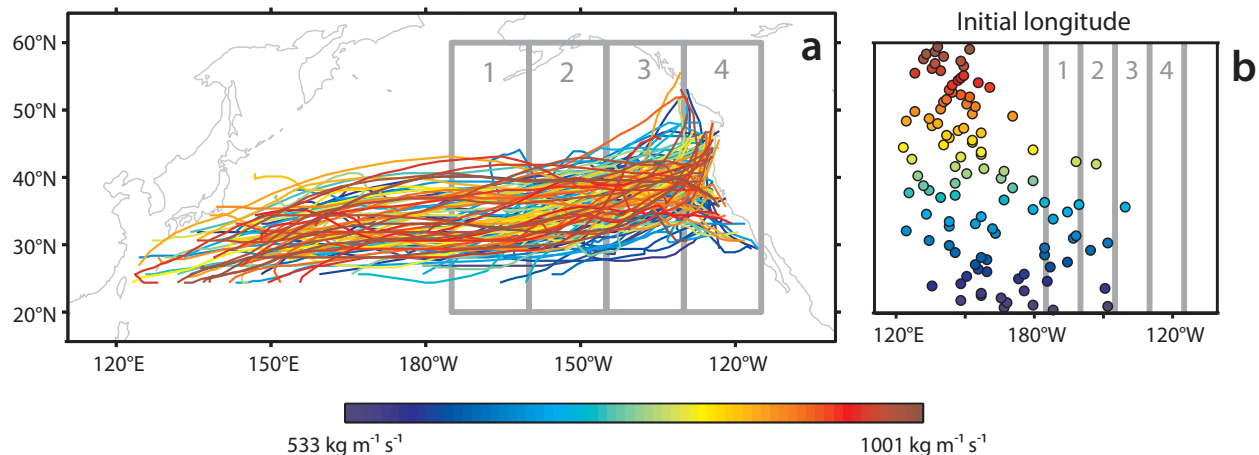 Initial longitude
60°N
50°N
40°N
30°N
20°N
1 2 3 4
a
1 2 3 4
b
120°E 150°E 180°W 150°W 120°W
120°E 180°W 120°W
533 kg m⁻¹ s⁻¹ 1001 kg m⁻¹ s⁻¹